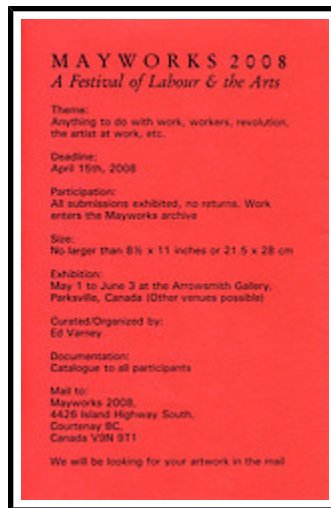 MAYWORKS 2008
A Festival of Labour & the Arts
Theme:
Anything to do with work, workers, revolution,
the artist at work, etc.
Deadline:
April 15th, 2008
Participation:
All submissions exhibited, no returns. Work
enters the Mayworks archive
Size:
No larger than 8½ x 11 inches or 21.5 x 28 cm
Exhibition:
May 1 to June 3 at the Arrowsmith Gallery,
Parksville, Canada (Other venues possible)
Curated/Organized by:
Ed Varney
Documentation:
Catalogue to all participants
Mail to:
Mayworks 2008,
4426 Island Highway South,
Courtenay BC,
Canada V9N 9T1
We will be looking for your artwork in the mail